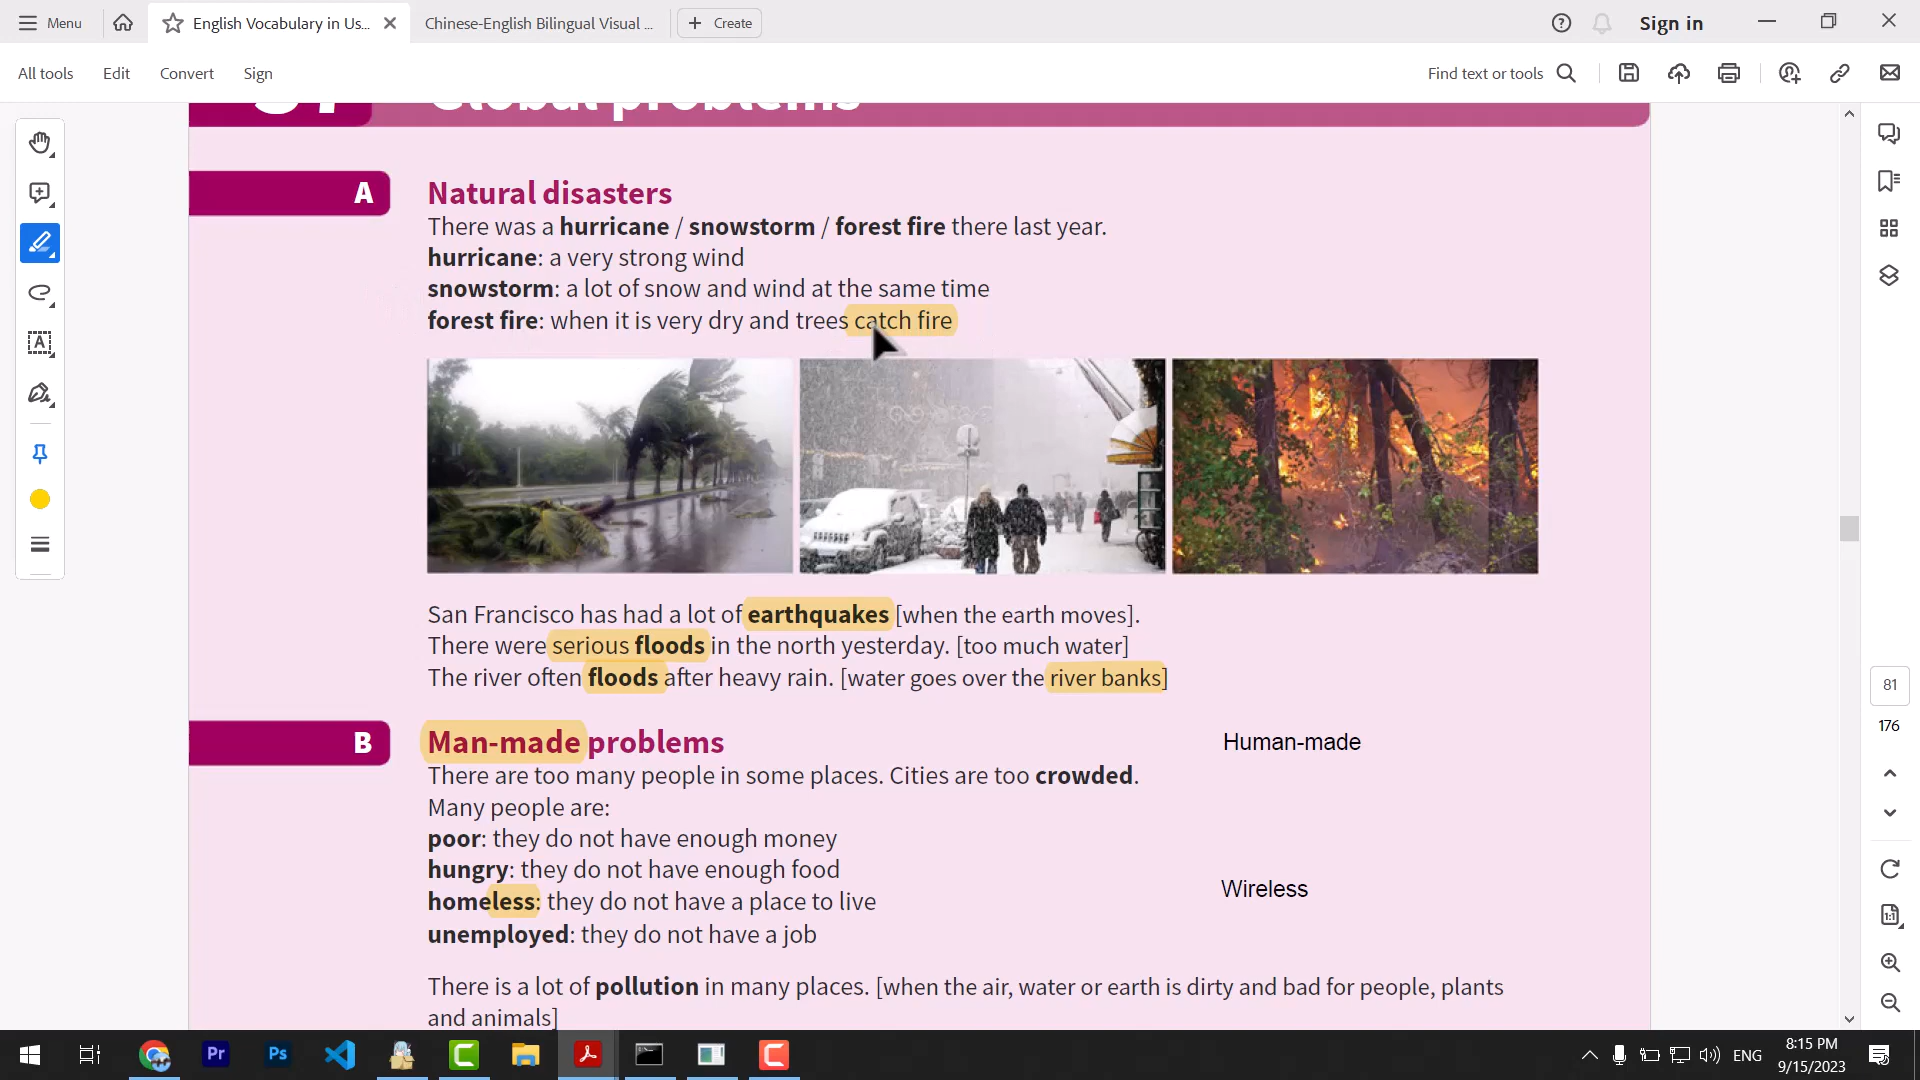 Menu
English Vocabulary in Us...
Chinese-English Bilingual Visual ...
Create
Sign in
All tools
Edit
Convert
Sign
Find text or tools
Global problems
A
Natural disasters
There was a hurricane / snowstorm / forest fire there last year.
hurricane: a very strong wind
snowstorm: a lot of snow and wind at the same time
forest fire: when it is very dry and trees catch fire
San Francisco has had a lot of earthquakes [when the earth moves].
There were serious floods in the north yesterday. [too much water]
The river often floods after heavy rain. [water goes over the river banks]
81
176
B
Man-made problems
Human-made
There are too many people in some places. Cities are too crowded.
Many people are:
poor: they do not have enough money
hungry: they do not have enough food
homeless: they do not have a place to live
Wireless
unemployed: they do not have a job
There is a lot of pollution in many places. [when the air, water or earth is dirty and bad for people, plants
and animals]
Pr
Ps
ENG
8:15 PM
9/15/2023